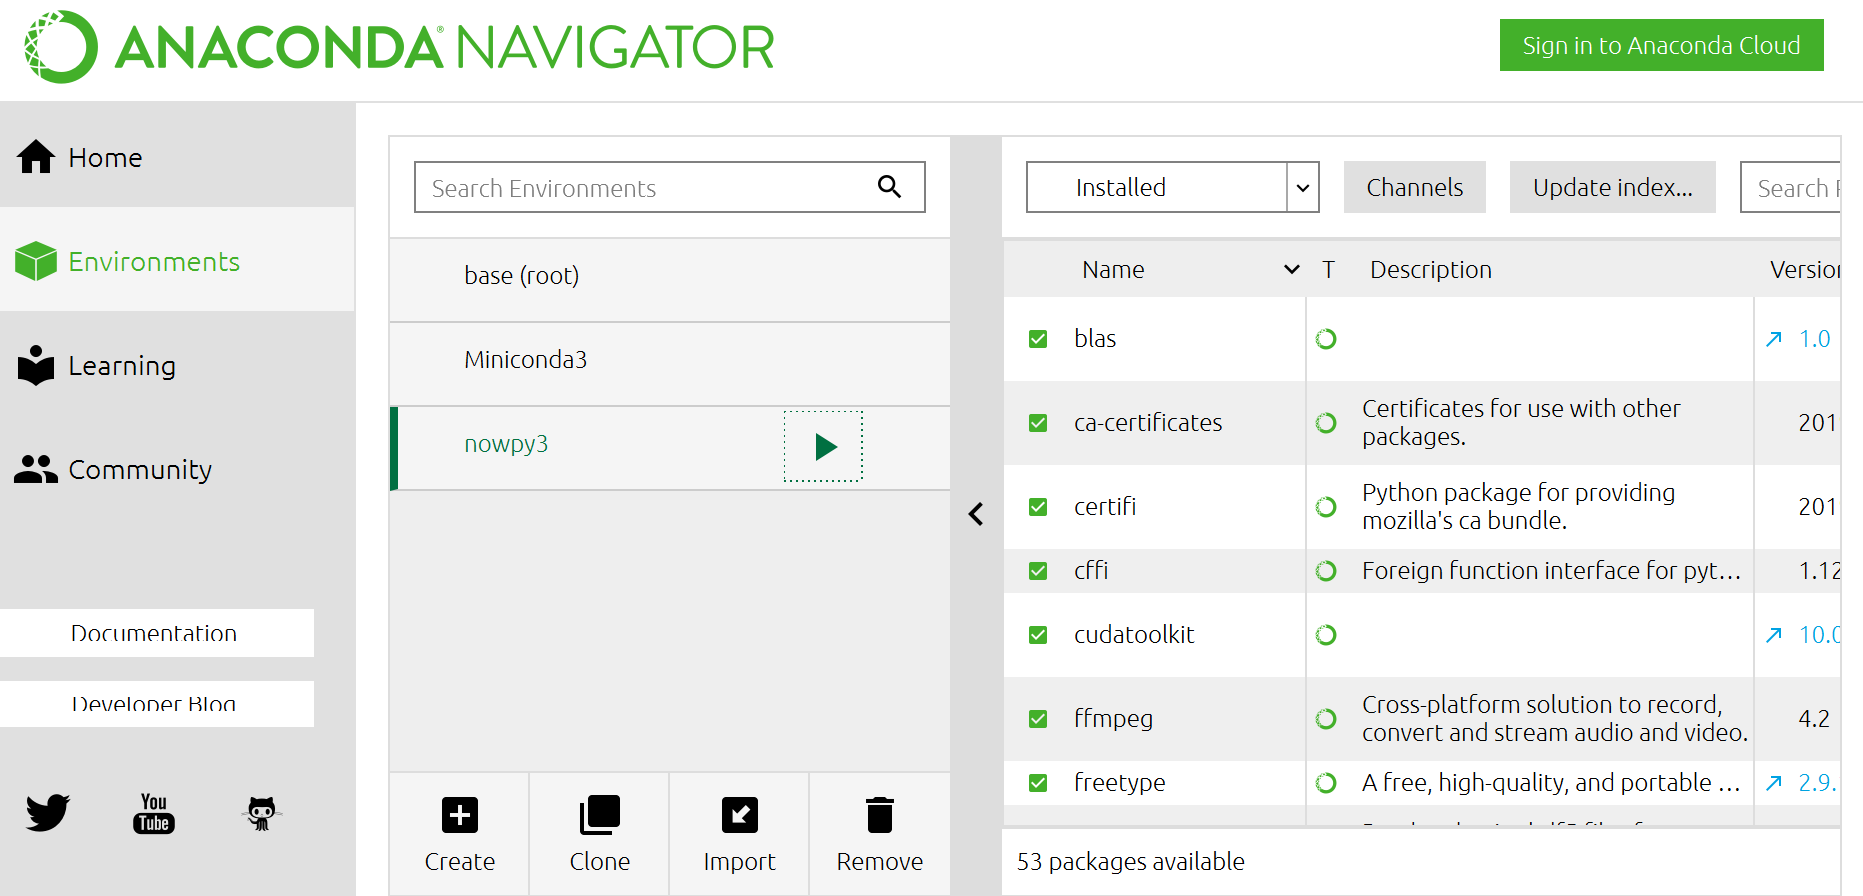 ANACONDA® NAVIGATOR
Sign in to Anaconda Cloud
Home
Environments
Learning
Community
Documentation
Developer Blog
You
Tube
Search Environments
base (root)
Miniconda3
nowpy3
Create
Clone
Import
Remove
Installed
Channels
Update index...
Search
Name T Description Version
blas 1.0
ca-certificates Certificates for use with other
packages. 201
certifi Python package for providing
mozilla's ca bundle. 201
cffi Foreign function interface for pyt... 1.12
cudatoolkit 10.0
ffmpeg Cross-platform solution to record,
convert and stream audio and video. 4.2
freetype A free, high-quality, and portable ... 2.9.
53 packages available